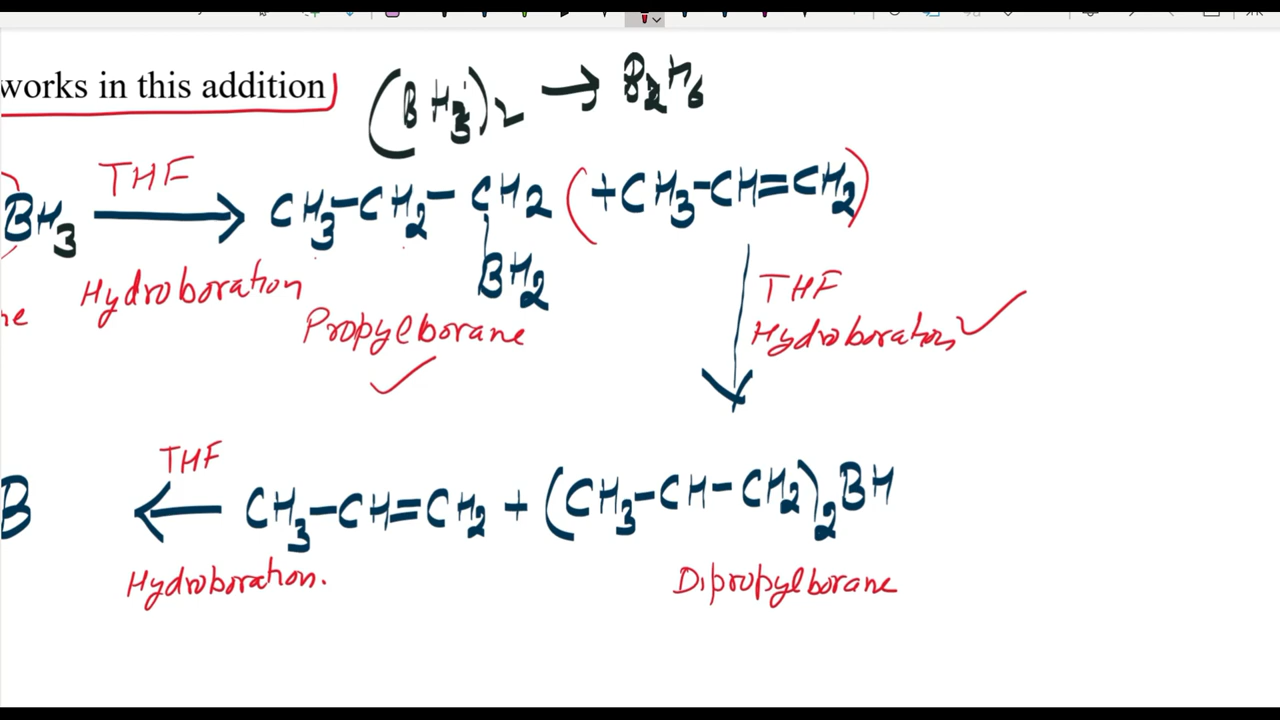 works in this addition
(BH3)2 → B2H6
THF
BH3 → CH3-CH2-CH2 (+CH3-CH=CH2)
BH2
Hydroboration
Propylborane
ne
THF
Hydroboration
THF
B ← CH3-CH=CH2 + (CH3-CH-CH2)2BH
Hydroboration.
Dipropylborane